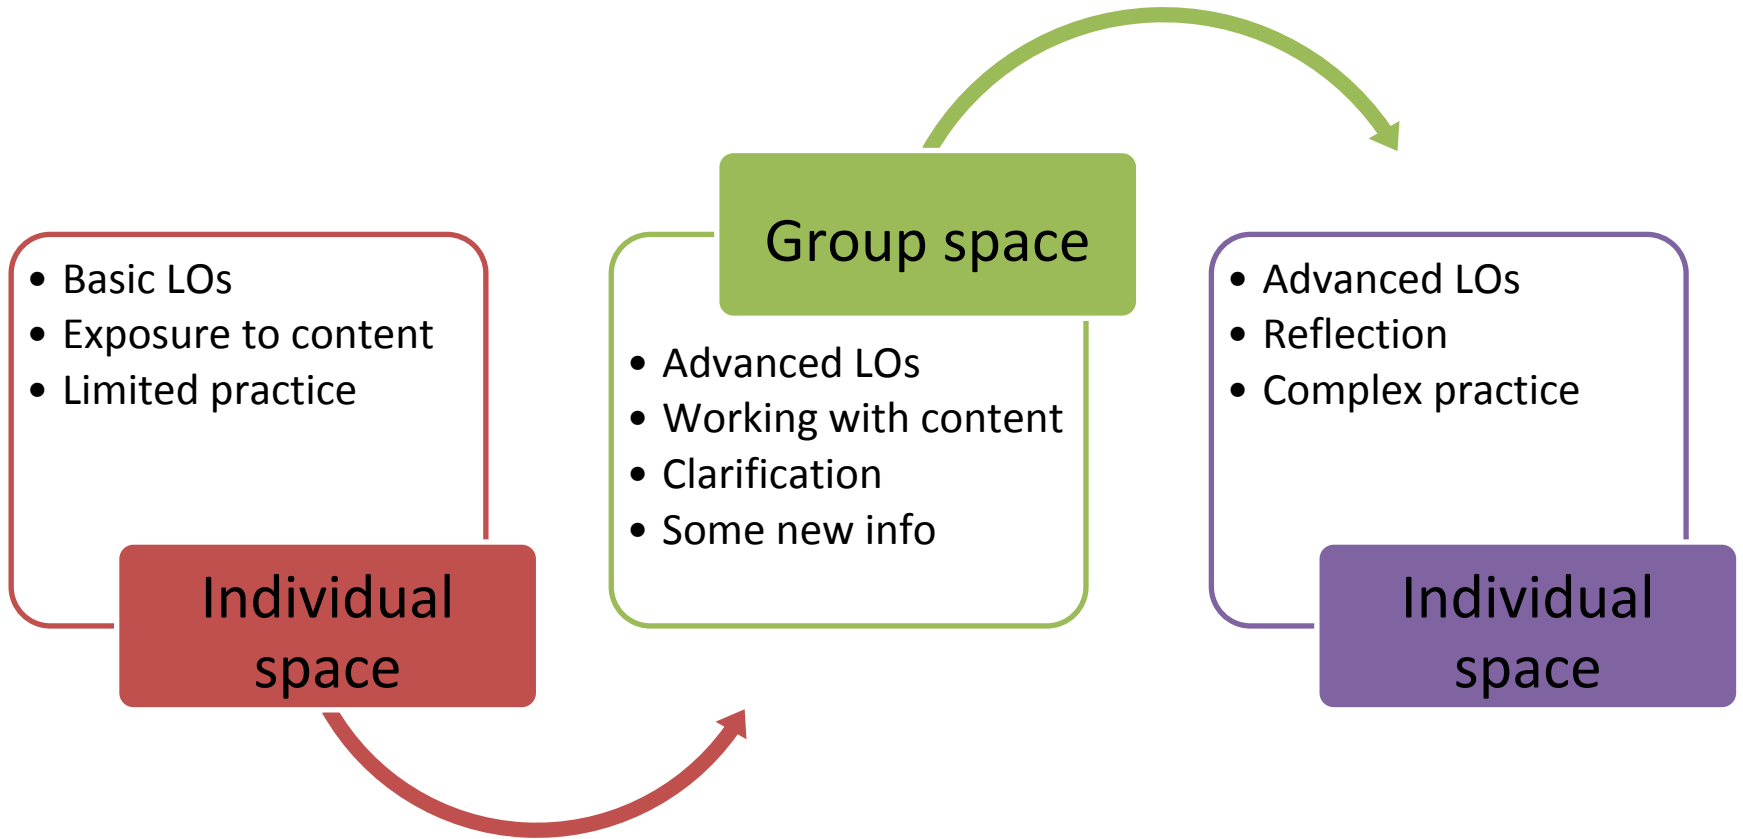 • Basic LOs
• Exposure to content
• Limited practice
Individual
space
Group space
• Advanced LOs
• Working with content
• Clarification
• Some new info
• Advanced LOs
• Reflection
• Complex practice
Individual
space